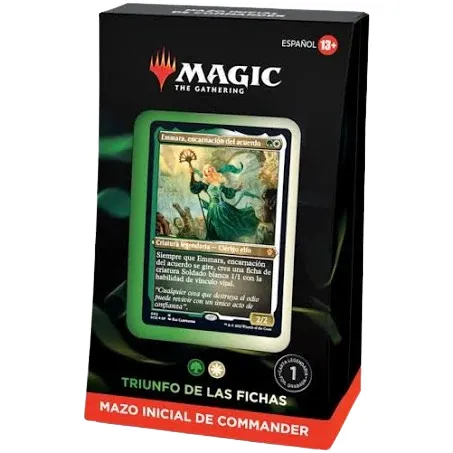 ESPAÑOL 13+
MAGIC
THE GATHERING
Emmara, encarnación del acuerdo
Criatura legendaria — Clérigo elfo
Siempre que Emmara, encarnación
del acuerdo se gire, crea una ficha de
criatura Soldado blanca 1/1 con la
habilidad de vínculo vital.
"Cualquier cosa que destruya el odio
puede revivir con un único acto de
confianza".
2/2
1
TRIUNFO DE LAS FICHAS
MAZO INICIAL DE COMMANDER